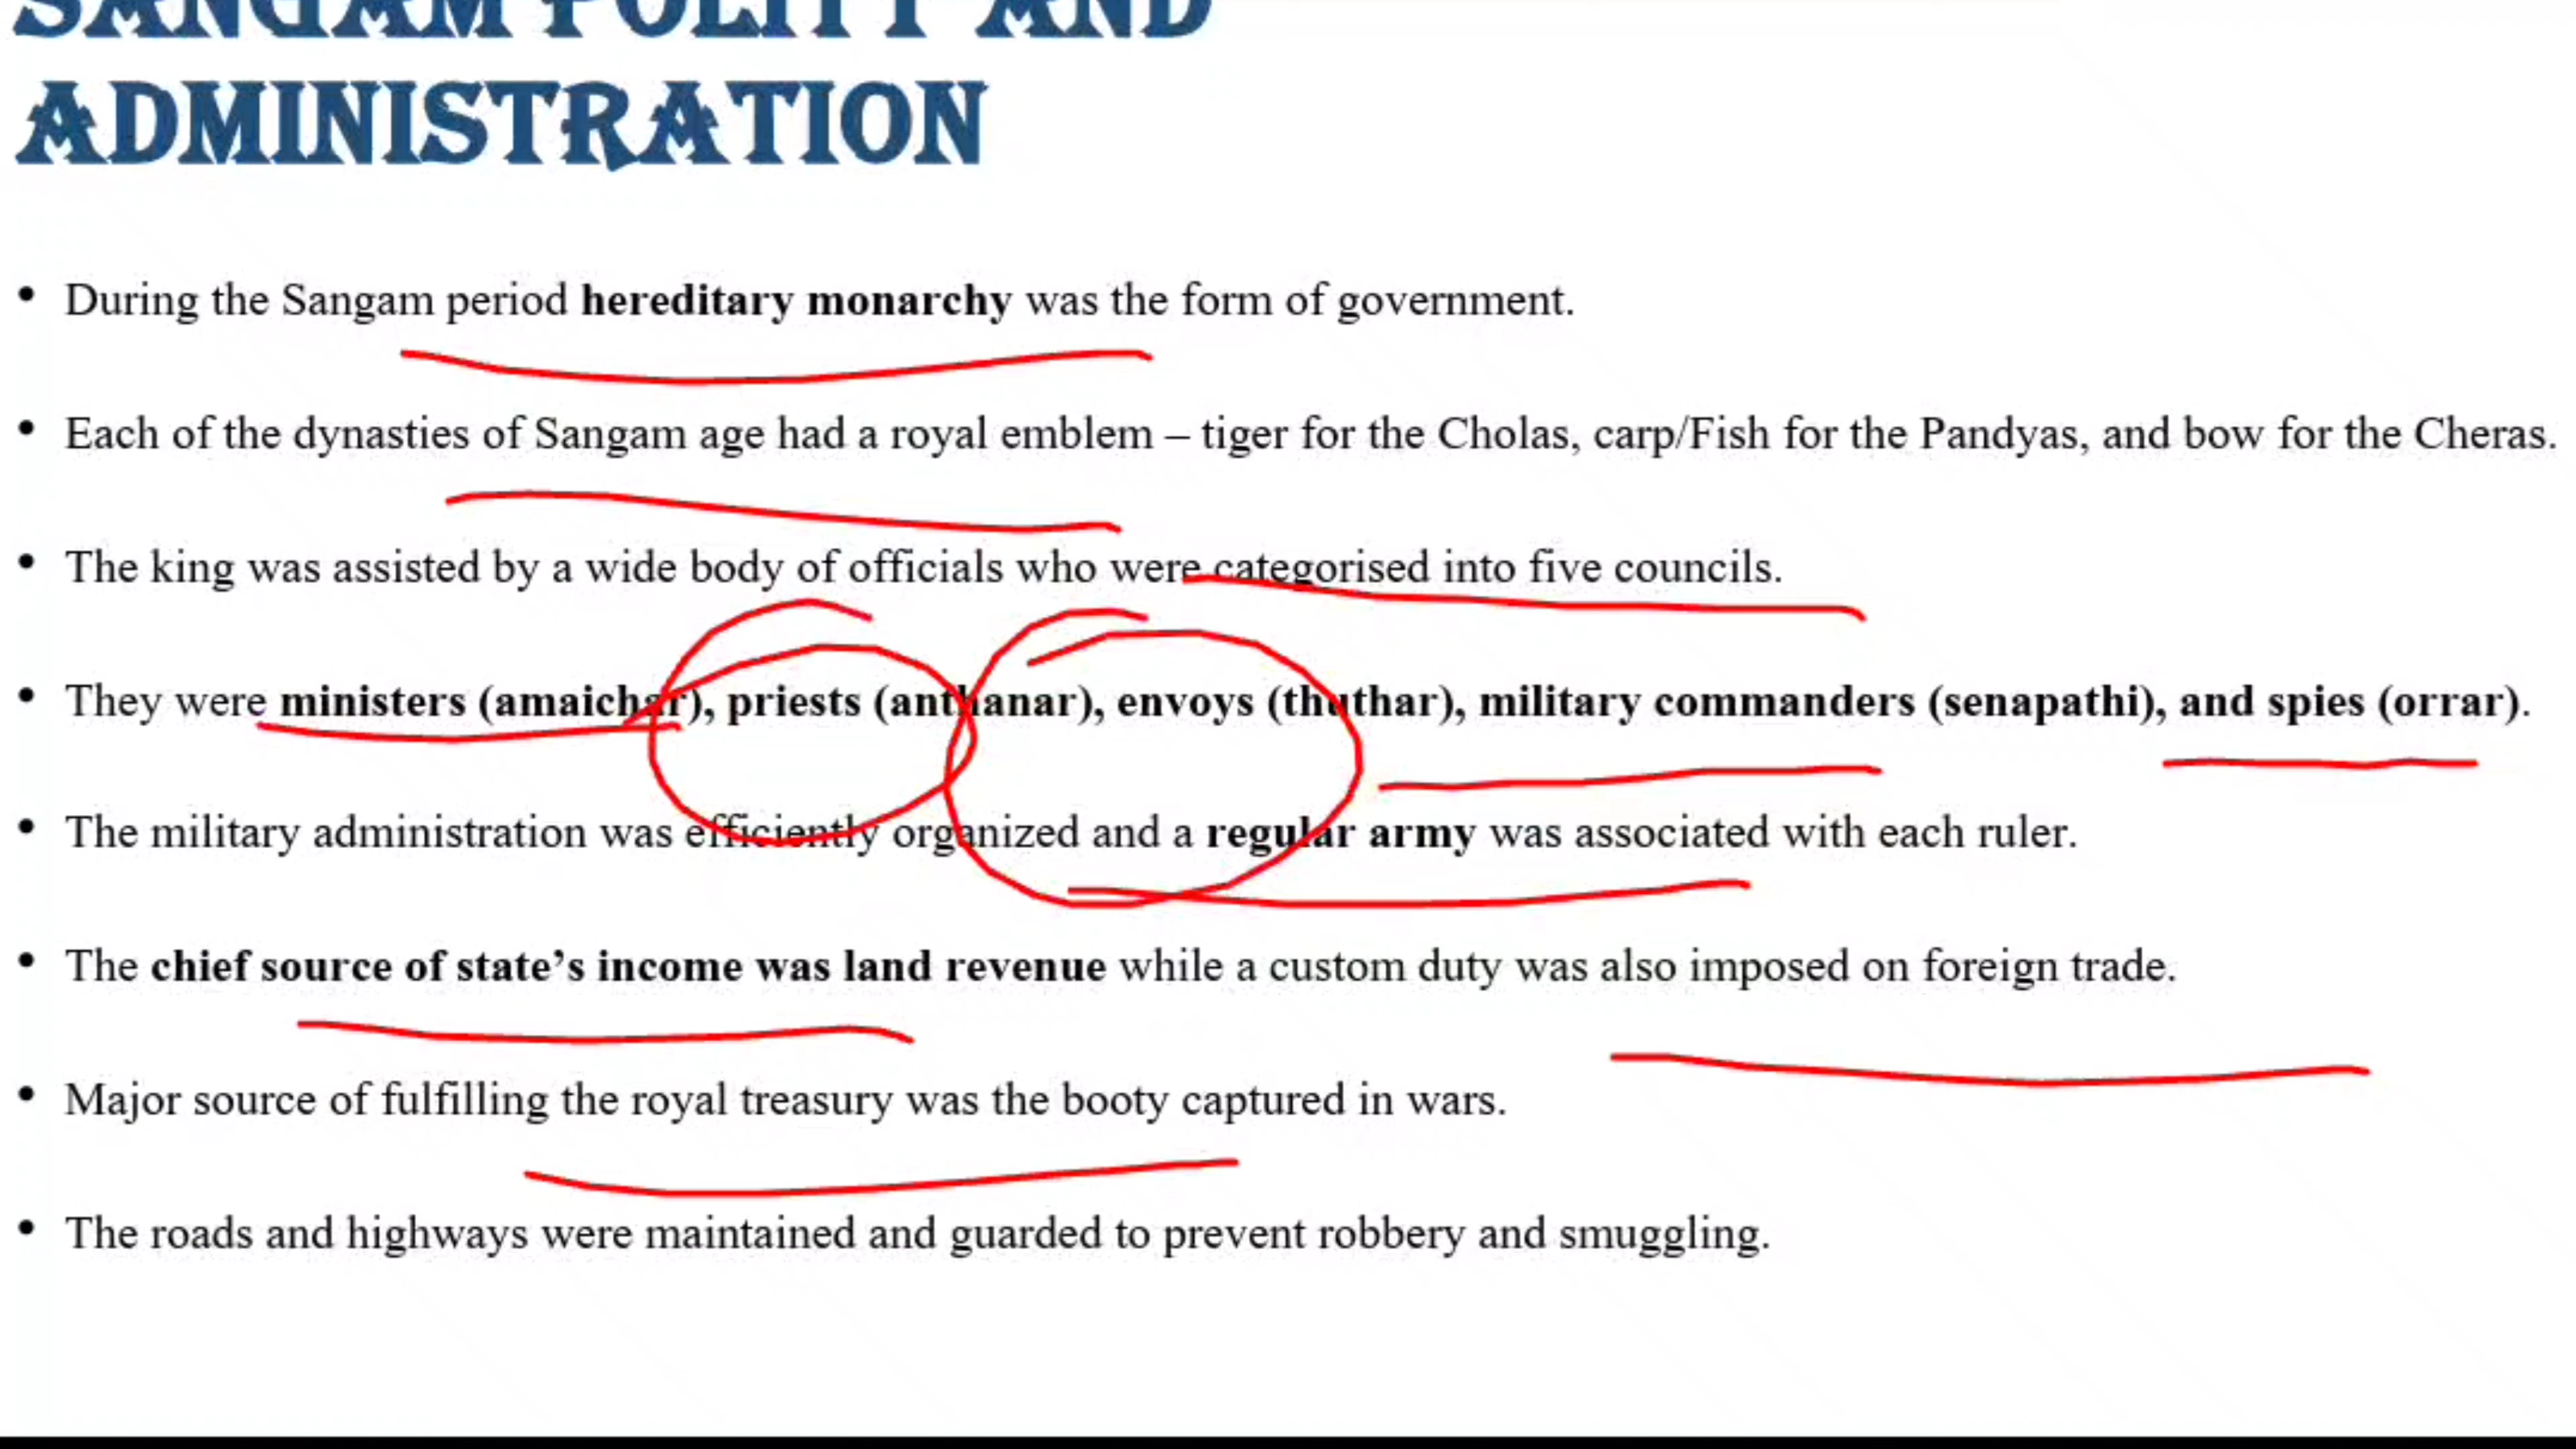 SANGAM POLITY AND
ADMINISTRATION
• During the Sangam period hereditary monarchy was the form of government.
• Each of the dynasties of Sangam age had a royal emblem – tiger for the Cholas, carp/Fish for the Pandyas, and bow for the Cheras.
• The king was assisted by a wide body of officials who were categorised into five councils.
• They were ministers (amaichar), priests (anthanar), envoys (thuthar), military commanders (senapathi), and spies (orrar).
• The military administration was efficiently organized and a regular army was associated with each ruler.
• The chief source of state’s income was land revenue while a custom duty was also imposed on foreign trade.
• Major source of fulfilling the royal treasury was the booty captured in wars.
• The roads and highways were maintained and guarded to prevent robbery and smuggling.